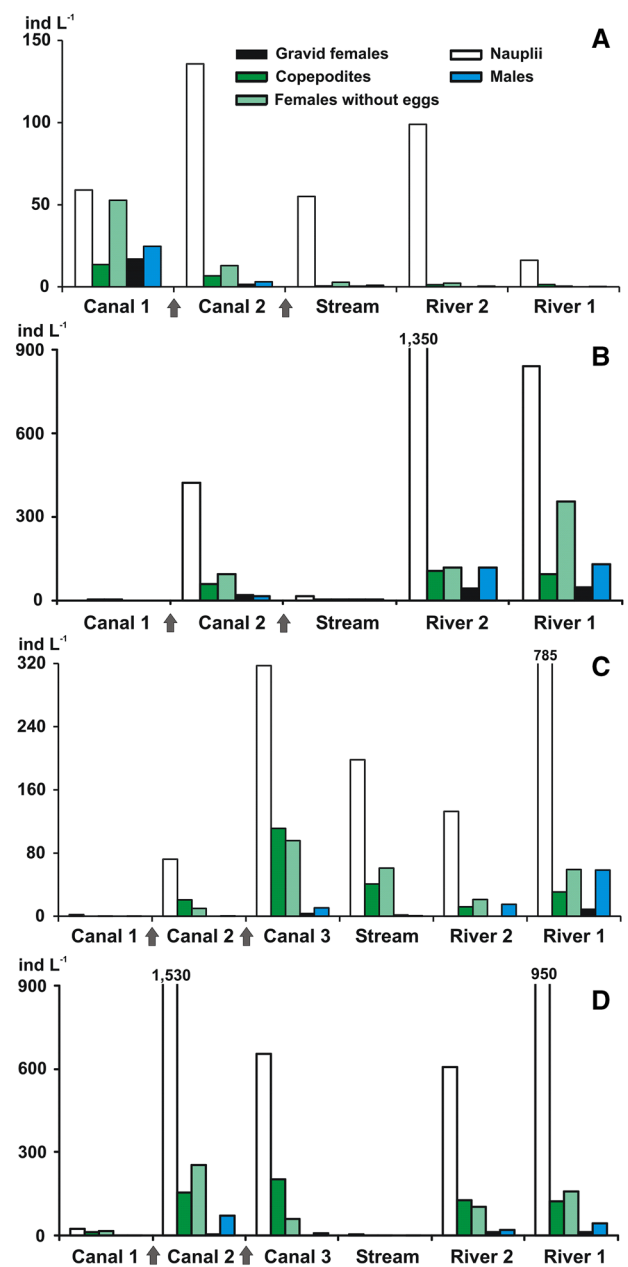 ind L⁻¹
A
150
100
50
0
Gravid females
Copepodites
Females without eggs
Nauplii
Males
Canal 1 Canal 2 Stream River 2 River 1
ind L⁻¹
B
1,350
900
600
300
0
Canal 1 Canal 2 Stream River 2 River 1
ind L⁻¹
C
785
320
240
160
80
0
Canal 1 Canal 2 Canal 3 Stream River 2 River 1
ind L⁻¹
D
1,530
950
900
600
300
0
Canal 1 Canal 2 Canal 3 Stream River 2 River 1